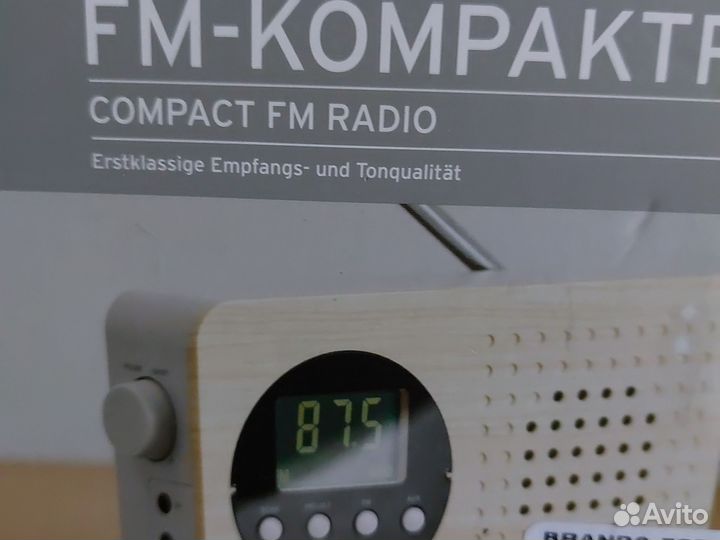 FM-KOMPAKTR
COMPACT FM RADIO
Erstklassige Empfangs- und Tonqualität
87.5
Avito